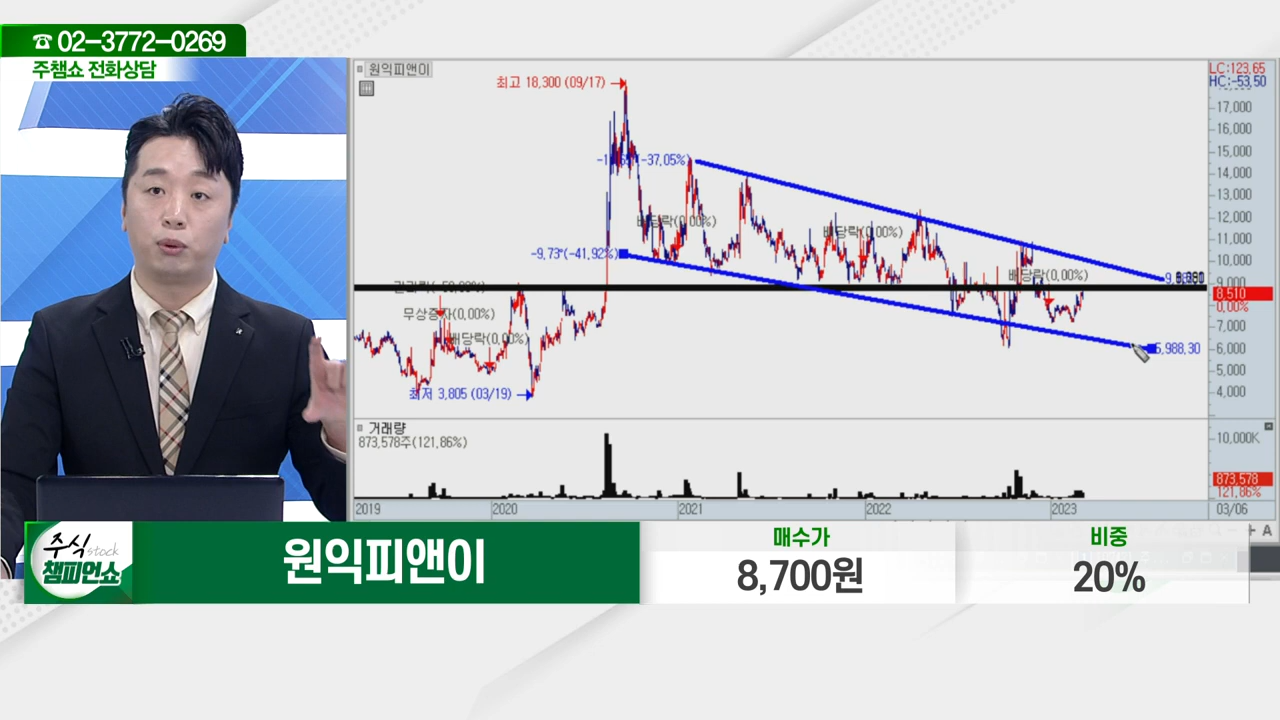 ☎ 02-3772-0269
주챔쇼 전화상담
원익피앤이
최고 18,300 (09/17)
LC:123,65
HC:-53,50
17,000
16,000
15,000
14,000
13,000
12,000
11,000
10,000
9,000
8,510
0,00%
7,000
6,000
5,000
4,000
(-37,05%)
배당락(0,00%)
배당락(0,00%)
-9,73*(-41,92%)
배당락(0,00%)
무상증자(0,00%)
배당락(0,00%)
5,988,30
최저 3,805 (03/19)
거래량
873,578주(121,86%)
10,000K
873,578
121,86%
2019
2020
2021
2022
2023
03/06
A
주식 stock
챔피언쇼
원익피앤이
매수가
8,700원
비중
20%